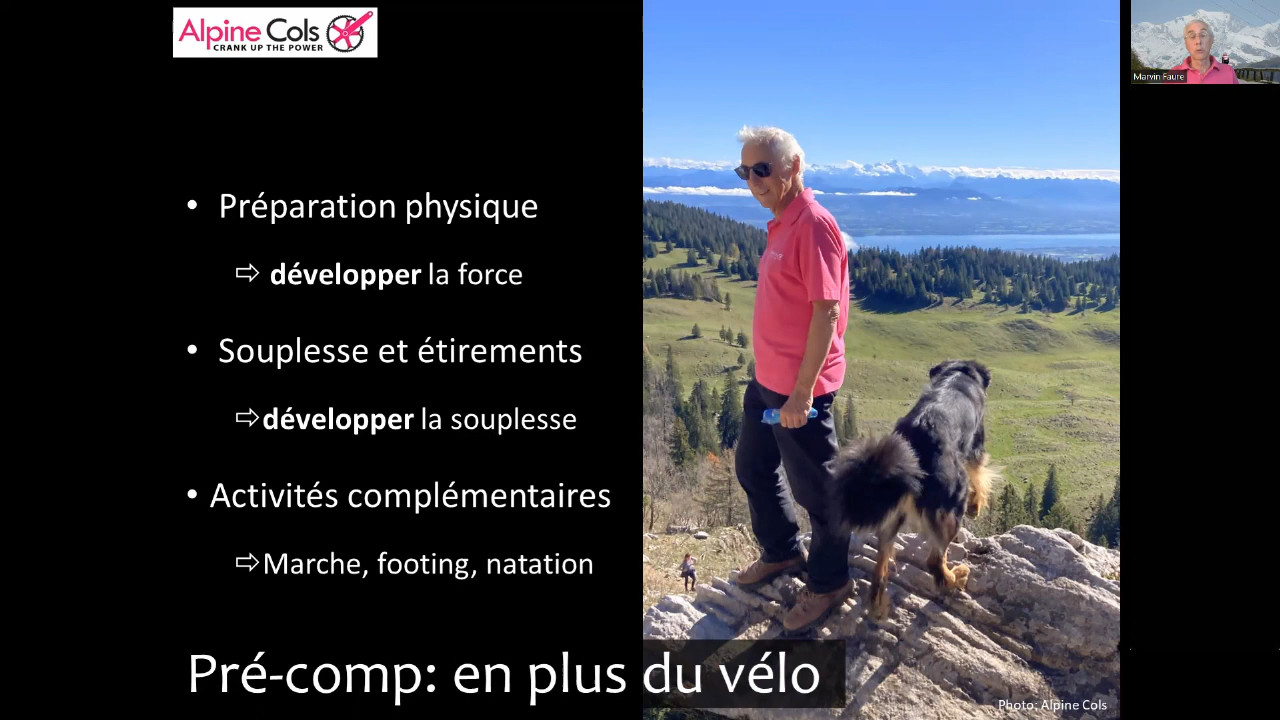 Alpine Cols
CRANK UP THE POWER
Marvin Faure
• Préparation physique
⇨ développer la force
• Souplesse et étirements
⇨développer la souplesse
• Activités complémentaires
⇨Marche, footing, natation
Pré-comp: en plus du vélo
Photo: Alpine Cols